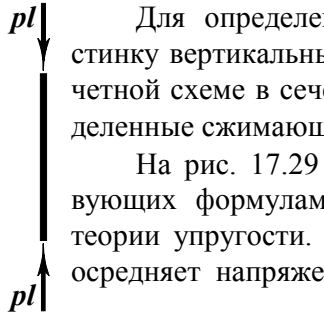 pl
Для определе
стинку вертикальн
четной схеме в сеч
деленные сжимающ
На рис. 17.29
вующих формулам
теории упругости.
осредняет напряже
pl